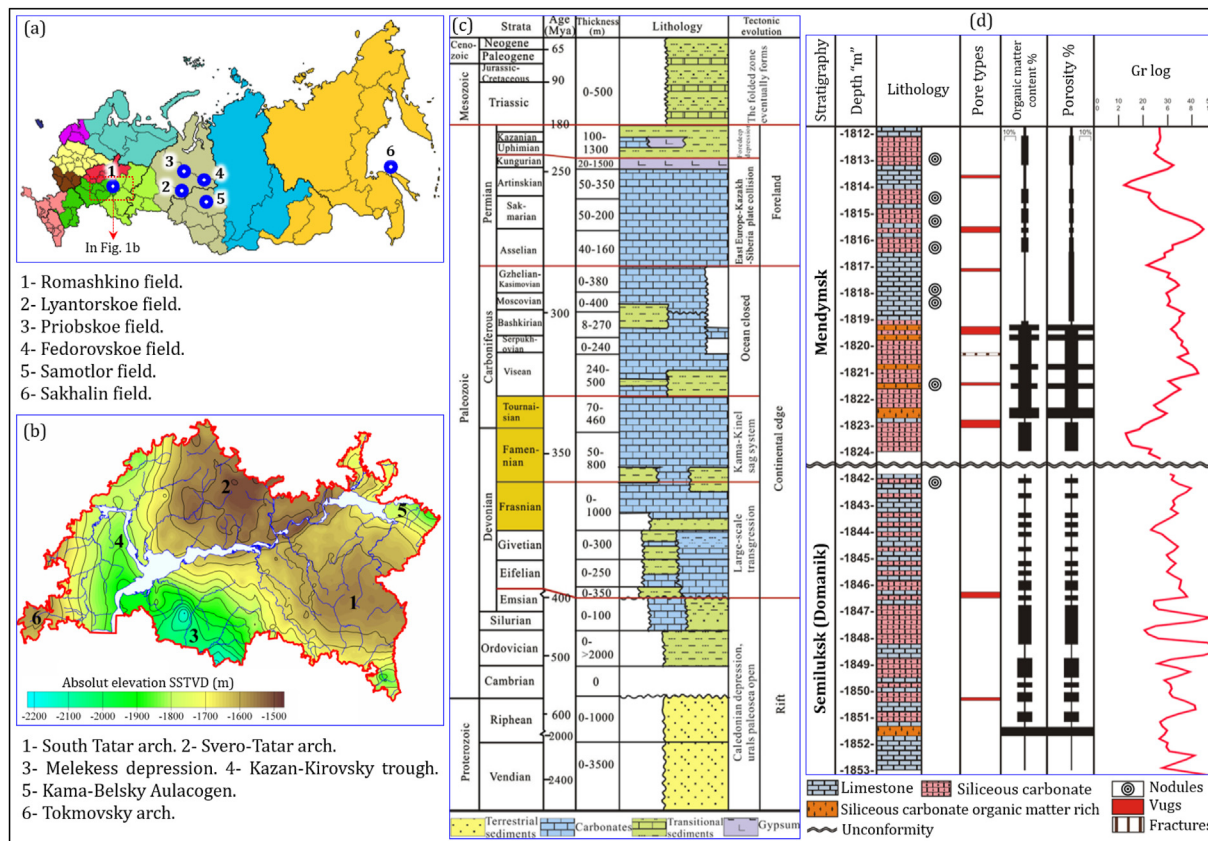 (a)
1
2
3
4
5
6
In Fig. 1b
1- Romashkino field.
2- Lyantorskoe field.
3- Priobskoe field.
4- Fedorovskoe field.
5- Samotlor field.
6- Sakhalin field.
(b)
1
2
3
4
5
6
Absolut elevation SSTVD (m)
-2200 -2100 -2000 -1900 -1800 -1700 -1600 -1500
1- South Tatar arch. 2- Svero-Tatar arch.
3- Melekess depression. 4- Kazan-Kirovsky trough.
5- Kama-Belsky Aulacogen.
6- Tokmovsky arch.
(c)
Strata Age (Mya) Thickness (m) Lithology Tectonic evolution
Cenozoic
Neogene
65
Paleogene
Mesozoic
Jurassic-
Cretaceous
90
0-500
Triassic
180
The folded zone
eventually forms
Paleozoic
Permian
Kazanian
100-
1300
Uphimian
Kungurian
20-1500
250
Artinskian
50-350
Sak-
marian
50-200
Asselian
40-160
East Europe-Kazakh
-Siberia plate collision
Foreland
Carboniferous
Gzhelian-
Kasimovian
0-380
Moscovian
0-400
300
Bashkirian
8-270
Serpukh-
ovian
0-240
Visean
240-
500
Ocean closed
Tournai-
sian
70-
460
Devonian
Famen-
nian
350
50-
800
Kama-Kinel
sag system
Continental edge
Frasnian
0-
1000
Givetian
0-300
Eifelian
0-250
0-350
Emsian
400
Large-scale
transgression
Silurian
0-100
Ordovician
0-
>2000
500
Cambrian
0
Proterozoic
Riphean
600
2000
0-1000
Vendian
2400
0-3500
Caledonian depression,
urals paleosea open
Rift
Terrestrial
sediments
Carbonates
Transitional
sediments
Gypsum
(d)
Stratigraphy
Depth "m"
Lithology
Pore types
Organic matter
content %
Porosity %
Gr log
0 2 4 6 8 10
10%
10%
Mendymsk
-1812
-1813
-1814
-1815
-1816
-1817
-1818
-1819
-1820
-1821
-1822
-1823
-1824
Semiluksk (Domanik)
-1842
-1844
-1845
-1846
-1847
-1848
-1849
-1850
-1851
-1852
-1853
Limestone
Siliceous carbonate
Nodules
Siliceous carbonate organic matter rich
Vugs
Unconformity
Fractures